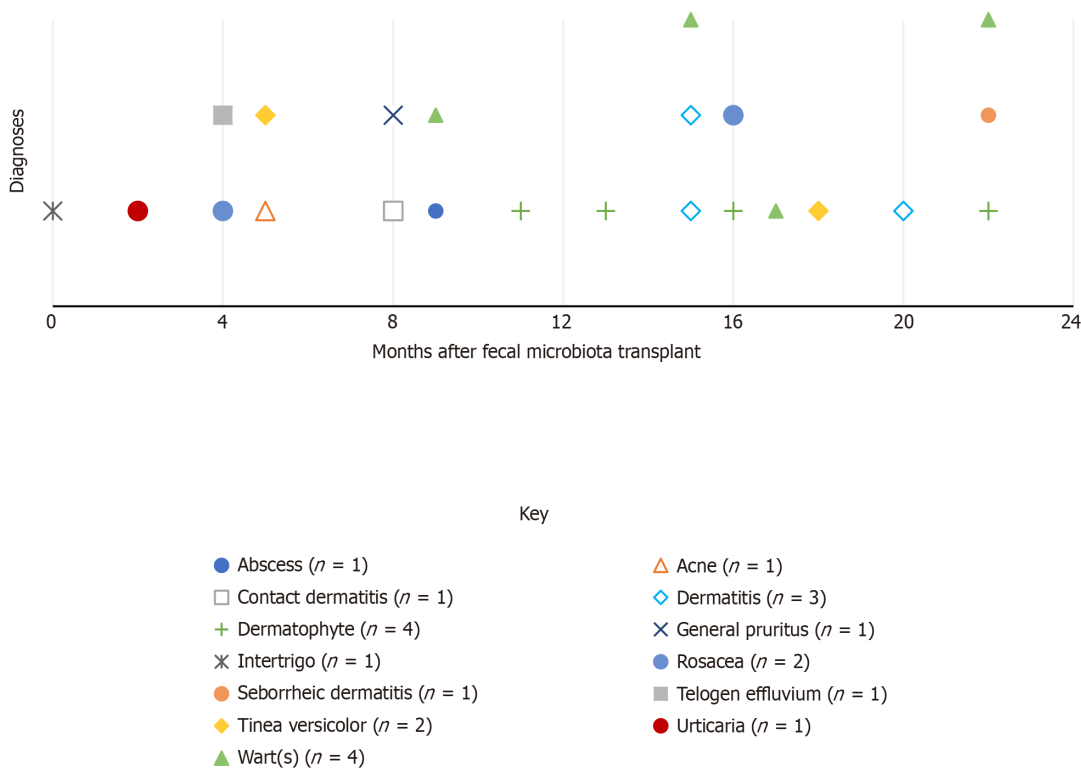 Diagnoses
0 4 8 12 16 20 24
Months after fecal microbiota transplant
Key
Abscess (n = 1)
Contact dermatitis (n = 1)
Dermatophyte (n = 4)
Intertrigo (n = 1)
Seborrheic dermatitis (n = 1)
Tinea versicolor (n = 2)
Wart(s) (n = 4)
Acne (n = 1)
Dermatitis (n = 3)
General pruritus (n = 1)
Rosacea (n = 2)
Telogen effluvium (n = 1)
Urticaria (n = 1)